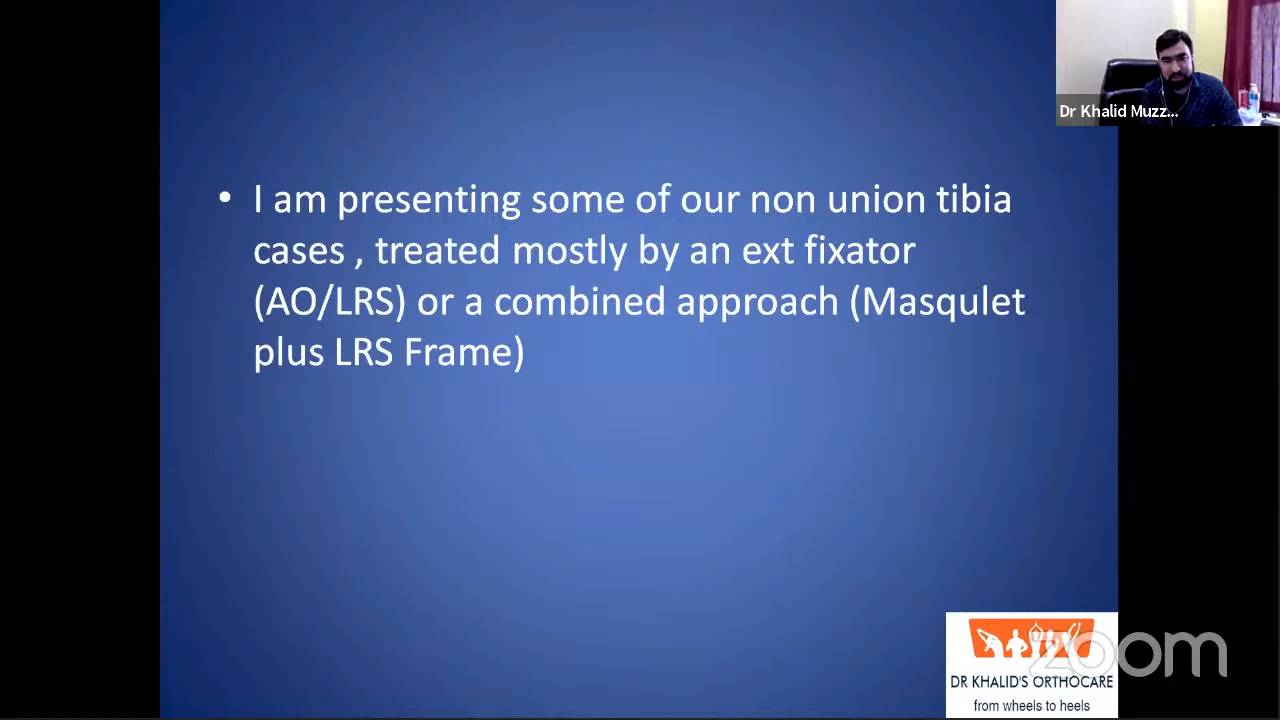 Dr Khalid Muzz...
• I am presenting some of our non union tibia
cases , treated mostly by an ext fixator
(AO/LRS) or a combined approach (Masqulet
plus LRS Frame)
zoom
DR KHALID'S ORTHOCARE
from wheels to heels